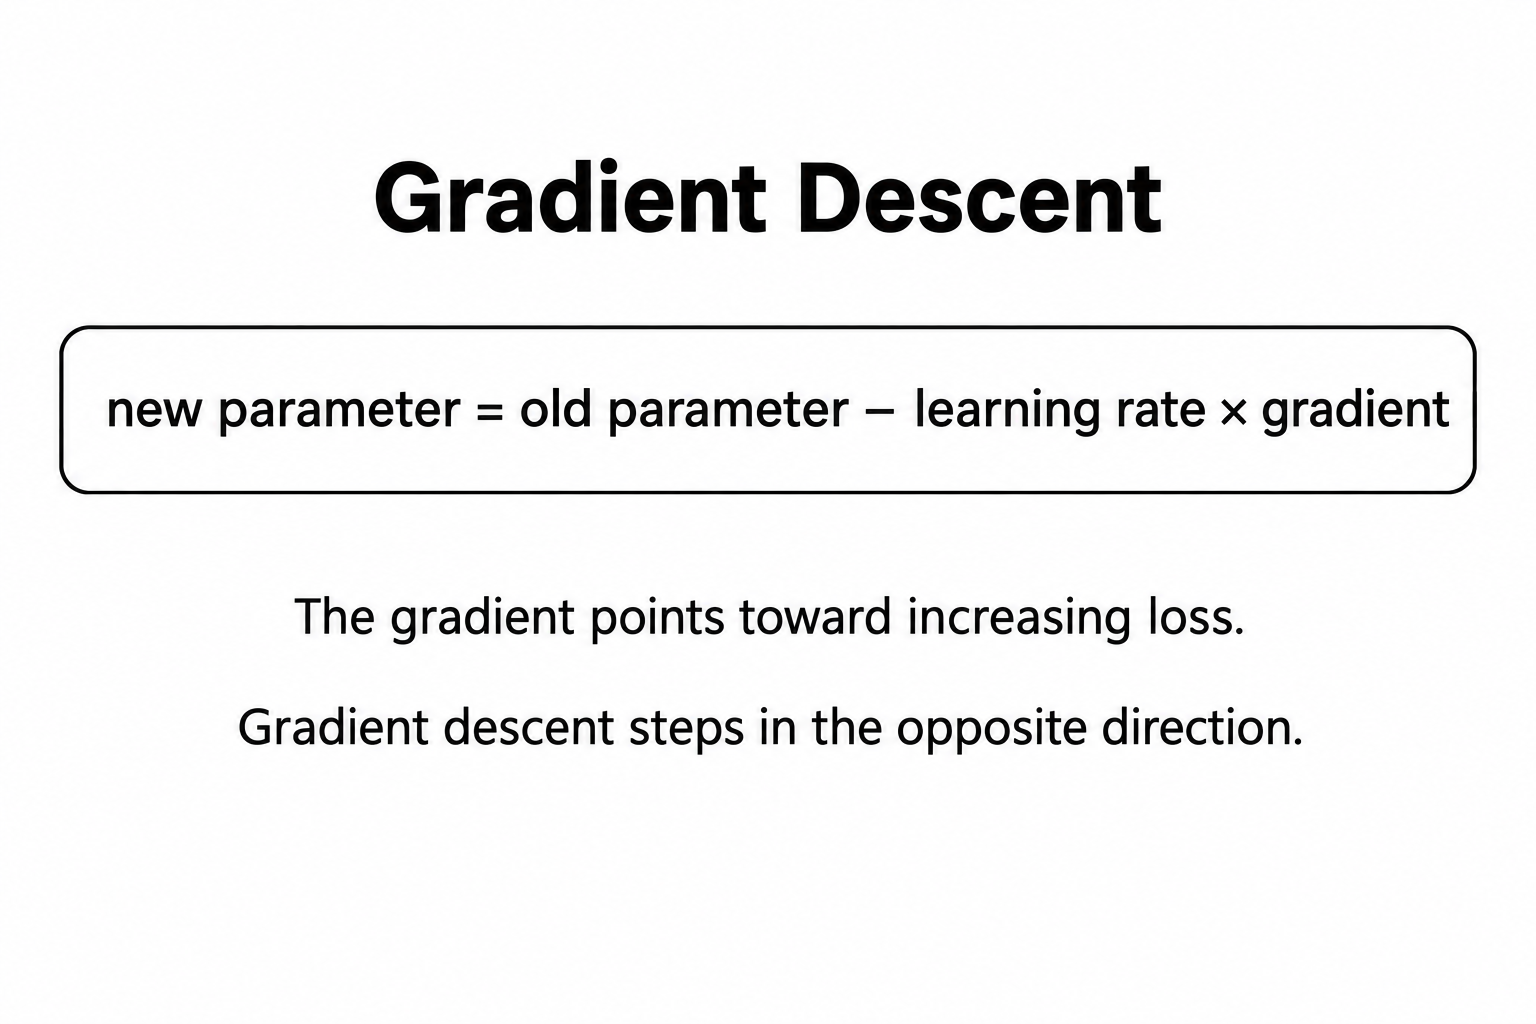 Gradient Descent
new parameter = old parameter – learning rate × gradient
The gradient points toward increasing loss.
Gradient descent steps in the opposite direction.